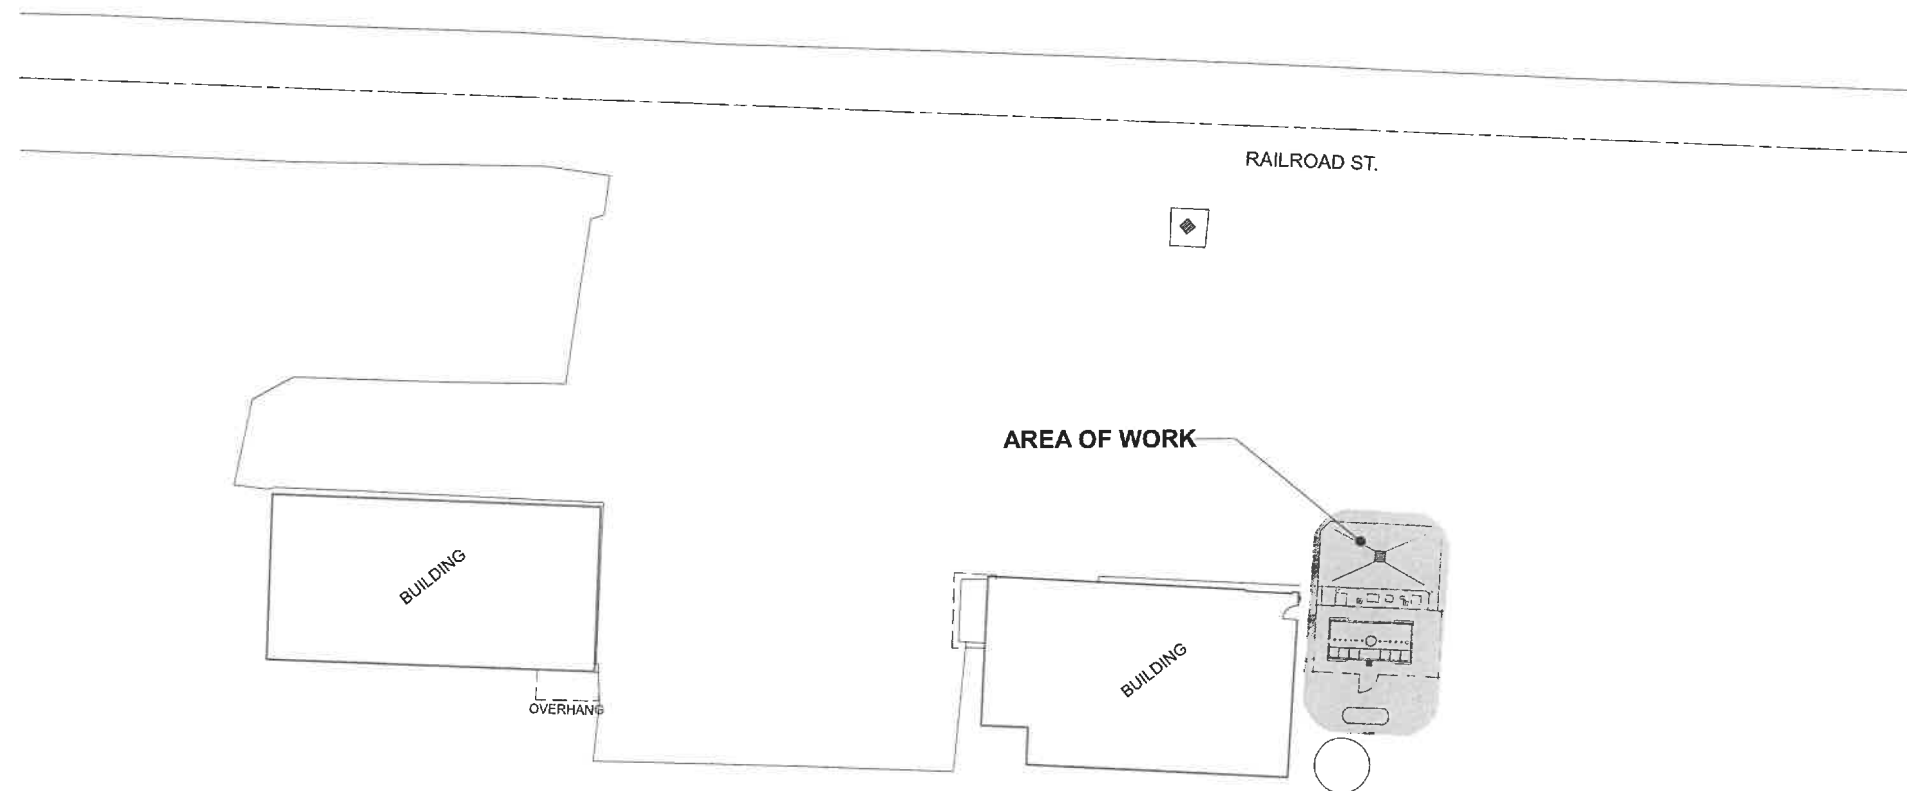 RAILROAD ST.
AREA OF WORK
BUILDING
BUILDING
OVERHANG